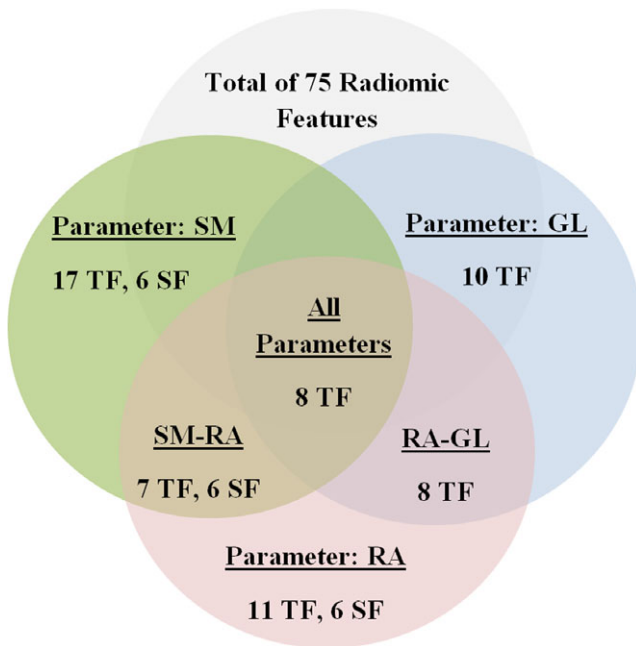 Total of 75 Radiomic
Features
Parameter: SM
17 TF, 6 SF
Parameter: GL
10 TF
All
Parameters
8 TF
SM-RA
7 TF, 6 SF
RA-GL
8 TF
Parameter: RA
11 TF, 6 SF